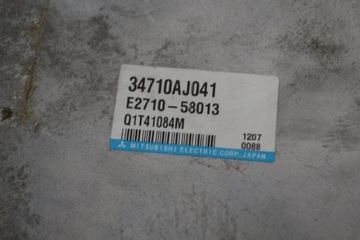 34710AJ041
E2710-58013
Q1T41084M
1207
0088
MITSUBISHI ELECTRIC CORP. JAPAN